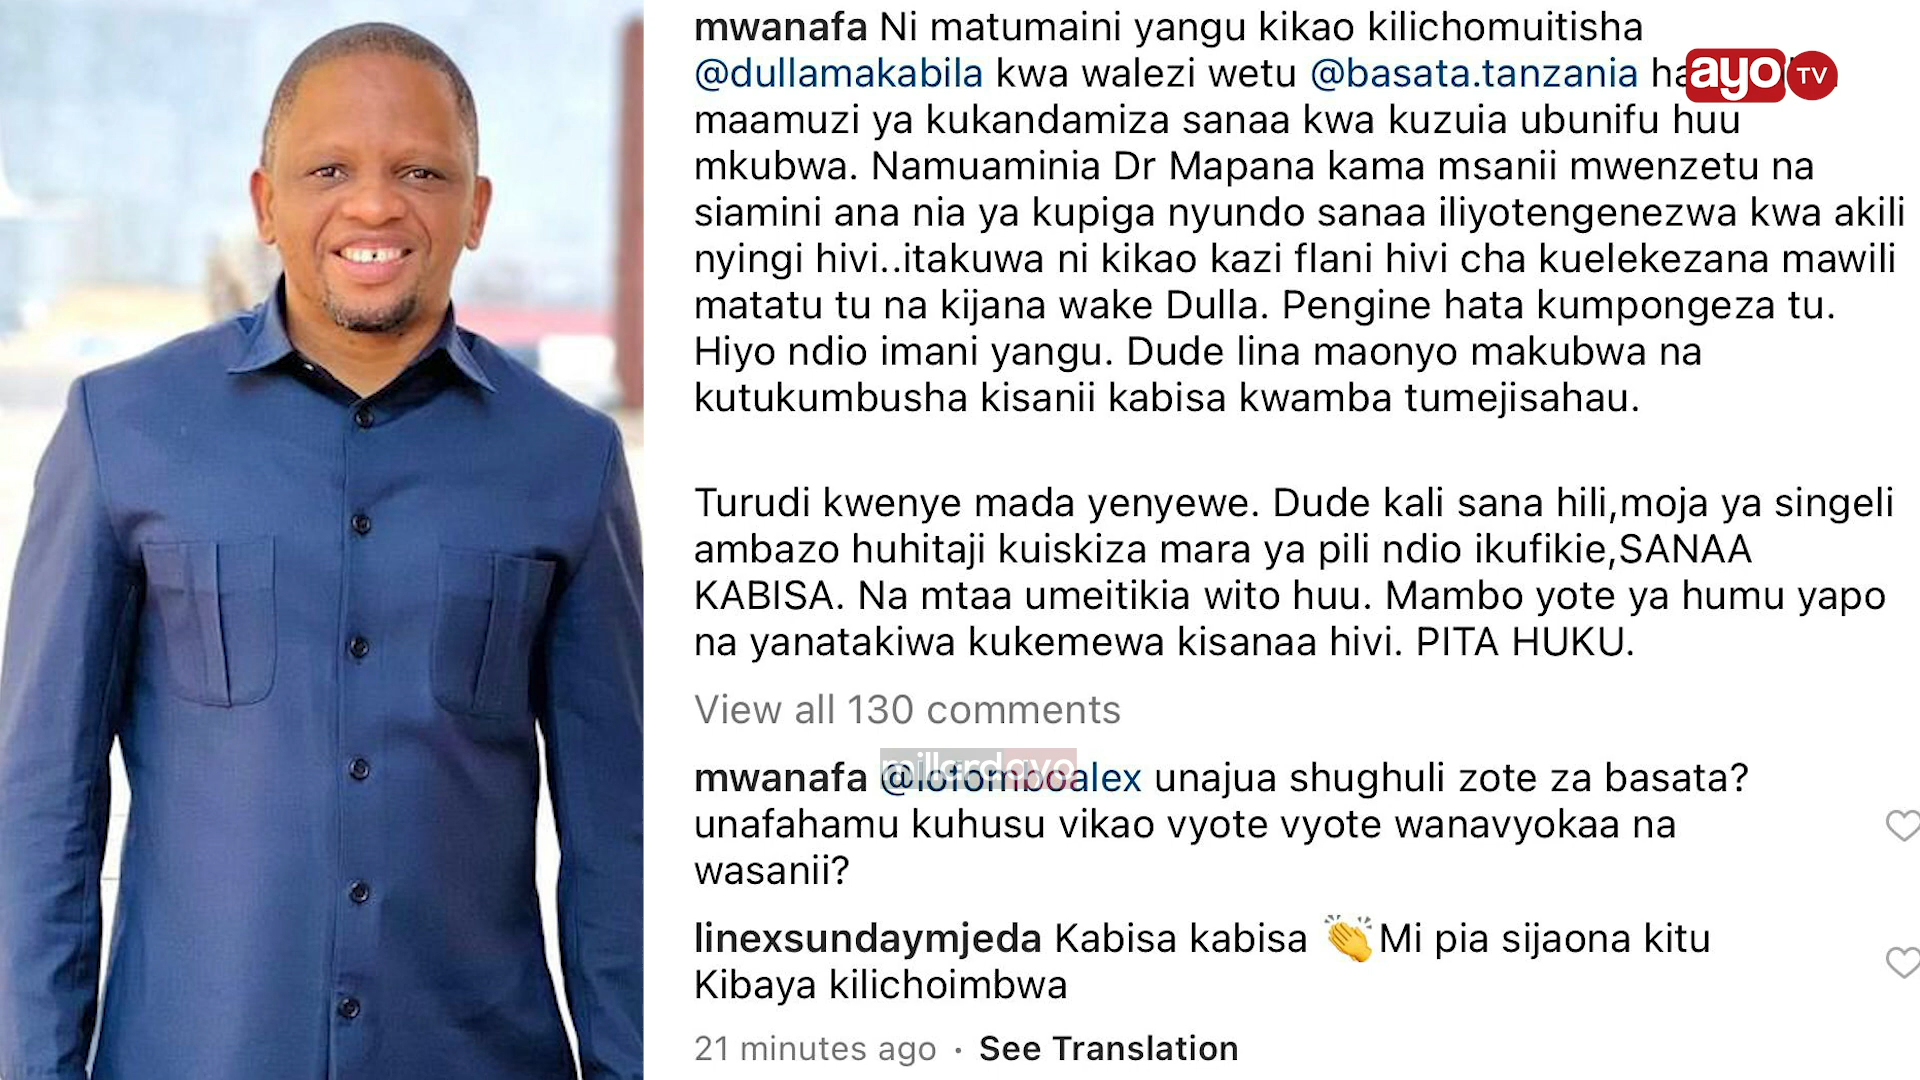 mwanafa Ni matumaini yangu kikao kilichomuitisha
@dullamakabila kwa walezi wetu @basata.tanzania
ayo TV
maamuzi ya kukandamiza sanaa kwa kuzuia ubunifu huu
mkubwa. Namuaminia Dr Mapana kama msanii mwenzetu na
siamini ana nia ya kupiga nyundo sanaa iliyotengenezwa kwa akili
nyingi hivi..itakuwa ni kikao kazi flani hivi cha kuelekezana mawili
matatu tu na kijana wake Dulla. Pengine hata kumpongeza tu.
Hiyo ndio imani yangu. Dude lina maonyo makubwa na
kutukumbusha kisanii kabisa kwamba tumejisahau.
Turudi kwenye mada yenyewe. Dude kali sana hili,moja ya singeli
ambazo huhitaji kuiskiza mara ya pili ndio ikufikie,SANAA
KABISA. Na mtaa umeitikia wito huu. Mambo yote ya humu yapo
na yanatakiwa kukemewa kisanaa hivi. PITA HUKU.
View all 130 comments
millardayo
mwanafa @lofomboalex unajua shughuli zote za basata?
unafahamu kuhusu vikao vyote vyote wanavyokaa na
wasanii?
linexsundaymjeda Kabisa kabisa 👏Mi pia sijaona kitu
Kibaya kilichoimbwa
21 minutes ago · See Translation